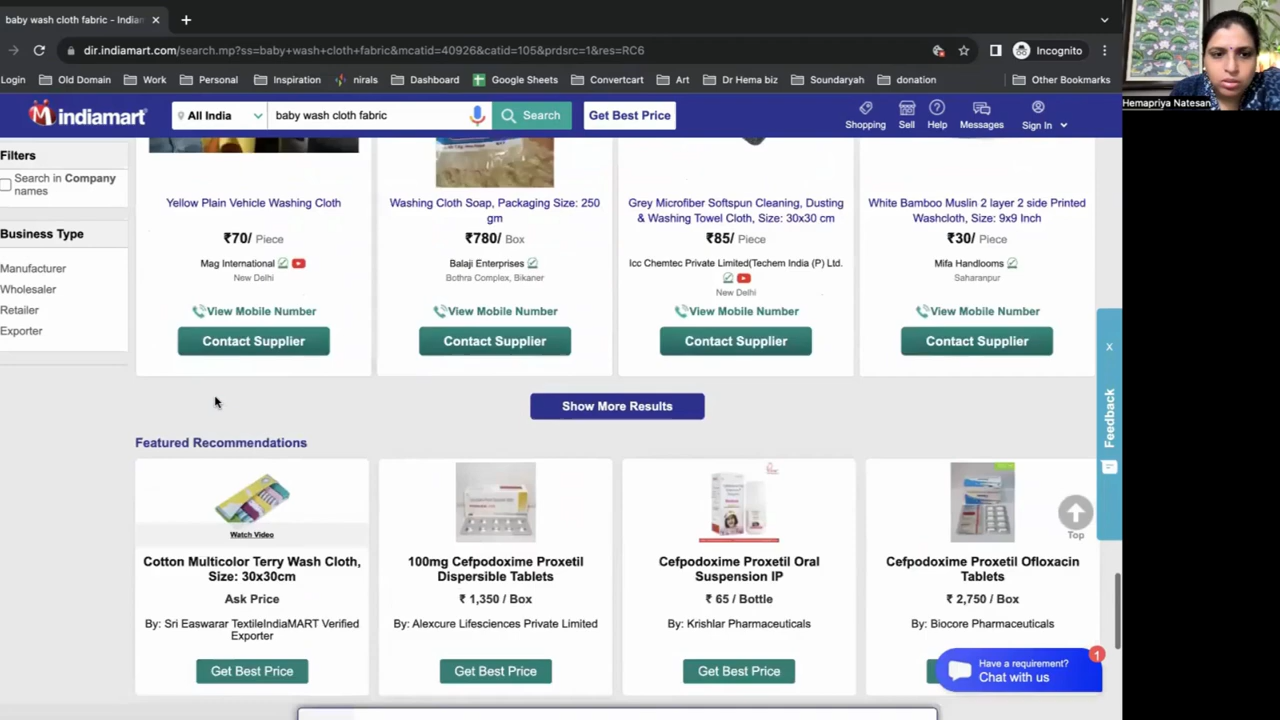 baby wash cloth fabric - Indiam
dir.indiamart.com/search.mp?ss=baby+wash+cloth+fabric&mcatid=40926&catid=105&prdsrc=1&res=RC6
Incognito
Login
Old Domain
Work
Personal
Inspiration
nirals
Dashboard
Google Sheets
Convertcart
Art
Dr Hema biz
Soundaryah
donation
Other Bookmarks
Hemapriya Natesan
indiamart
All India
baby wash cloth fabric
Search
Get Best Price
Shopping
Sell
Help
Messages
Sign In
Filters
Search in Company
names
Business Type
Manufacturer
Wholesaler
Retailer
Exporter
Yellow Plain Vehicle Washing Cloth
₹70/ Piece
Mag International
New Delhi
View Mobile Number
Contact Supplier
Washing Cloth Soap, Packaging Size: 250
gm
₹780/ Box
Balaji Enterprises
Bothra Complex, Bikaner
View Mobile Number
Contact Supplier
Grey Microfiber Softspun Cleaning, Dusting
& Washing Towel Cloth, Size: 30x30 cm
₹85/ Piece
Icc Chemtec Private Limited(Techem India (P) Ltd.
New Delhi
View Mobile Number
Contact Supplier
White Bamboo Muslin 2 layer 2 side Printed
Washcloth, Size: 9x9 Inch
₹30/ Piece
Mifa Handlooms
Saharanpur
View Mobile Number
Contact Supplier
x
Feedback
Show More Results
Featured Recommendations
Watch Video
Cotton Multicolor Terry Wash Cloth,
Size: 30x30cm
Ask Price
By: Sri Easwarar TextileIndiaMART Verified
Exporter
Get Best Price
100mg Cefpodoxime Proxetil
Dispersible Tablets
₹ 1,350 / Box
By: Alexcure Lifesciences Private Limited
Get Best Price
Cefpodoxime Proxetil Oral
Suspension IP
₹ 65 / Bottle
By: Krishlar Pharmaceuticals
Get Best Price
Cefpodoxime Proxetil Ofloxacin
Tablets
₹ 2,750 / Box
By: Biocore Pharmaceuticals
Top
Have a requirement?
Chat with us
1